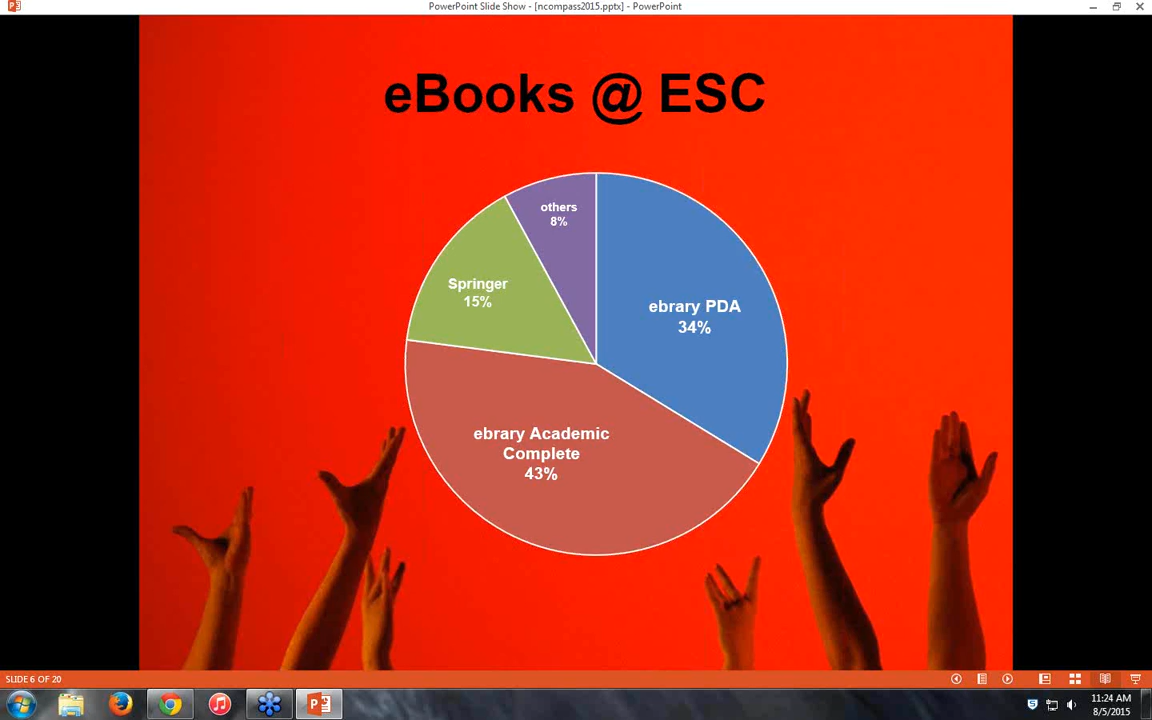 PowerPoint Slide Show - [ncompass2015.pptx] - PowerPoint
eBooks @ ESC
others
8%
Springer
15%
ebrary PDA
34%
ebrary Academic
Complete
43%
SLIDE 6 OF 20
11:24 AM
8/5/2015